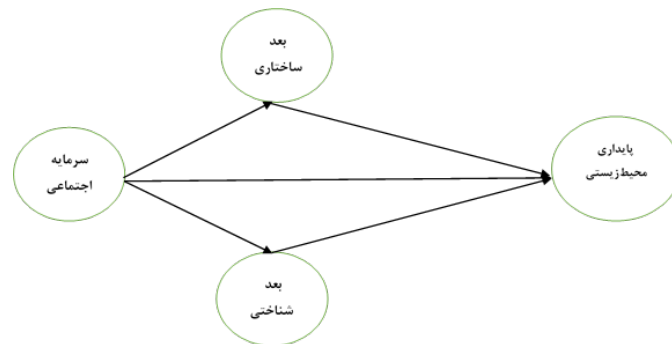 بعد
ساختاری
سرمایه
اجتماعی
پایداری
محیط‌زیستی
بعد
شناختی